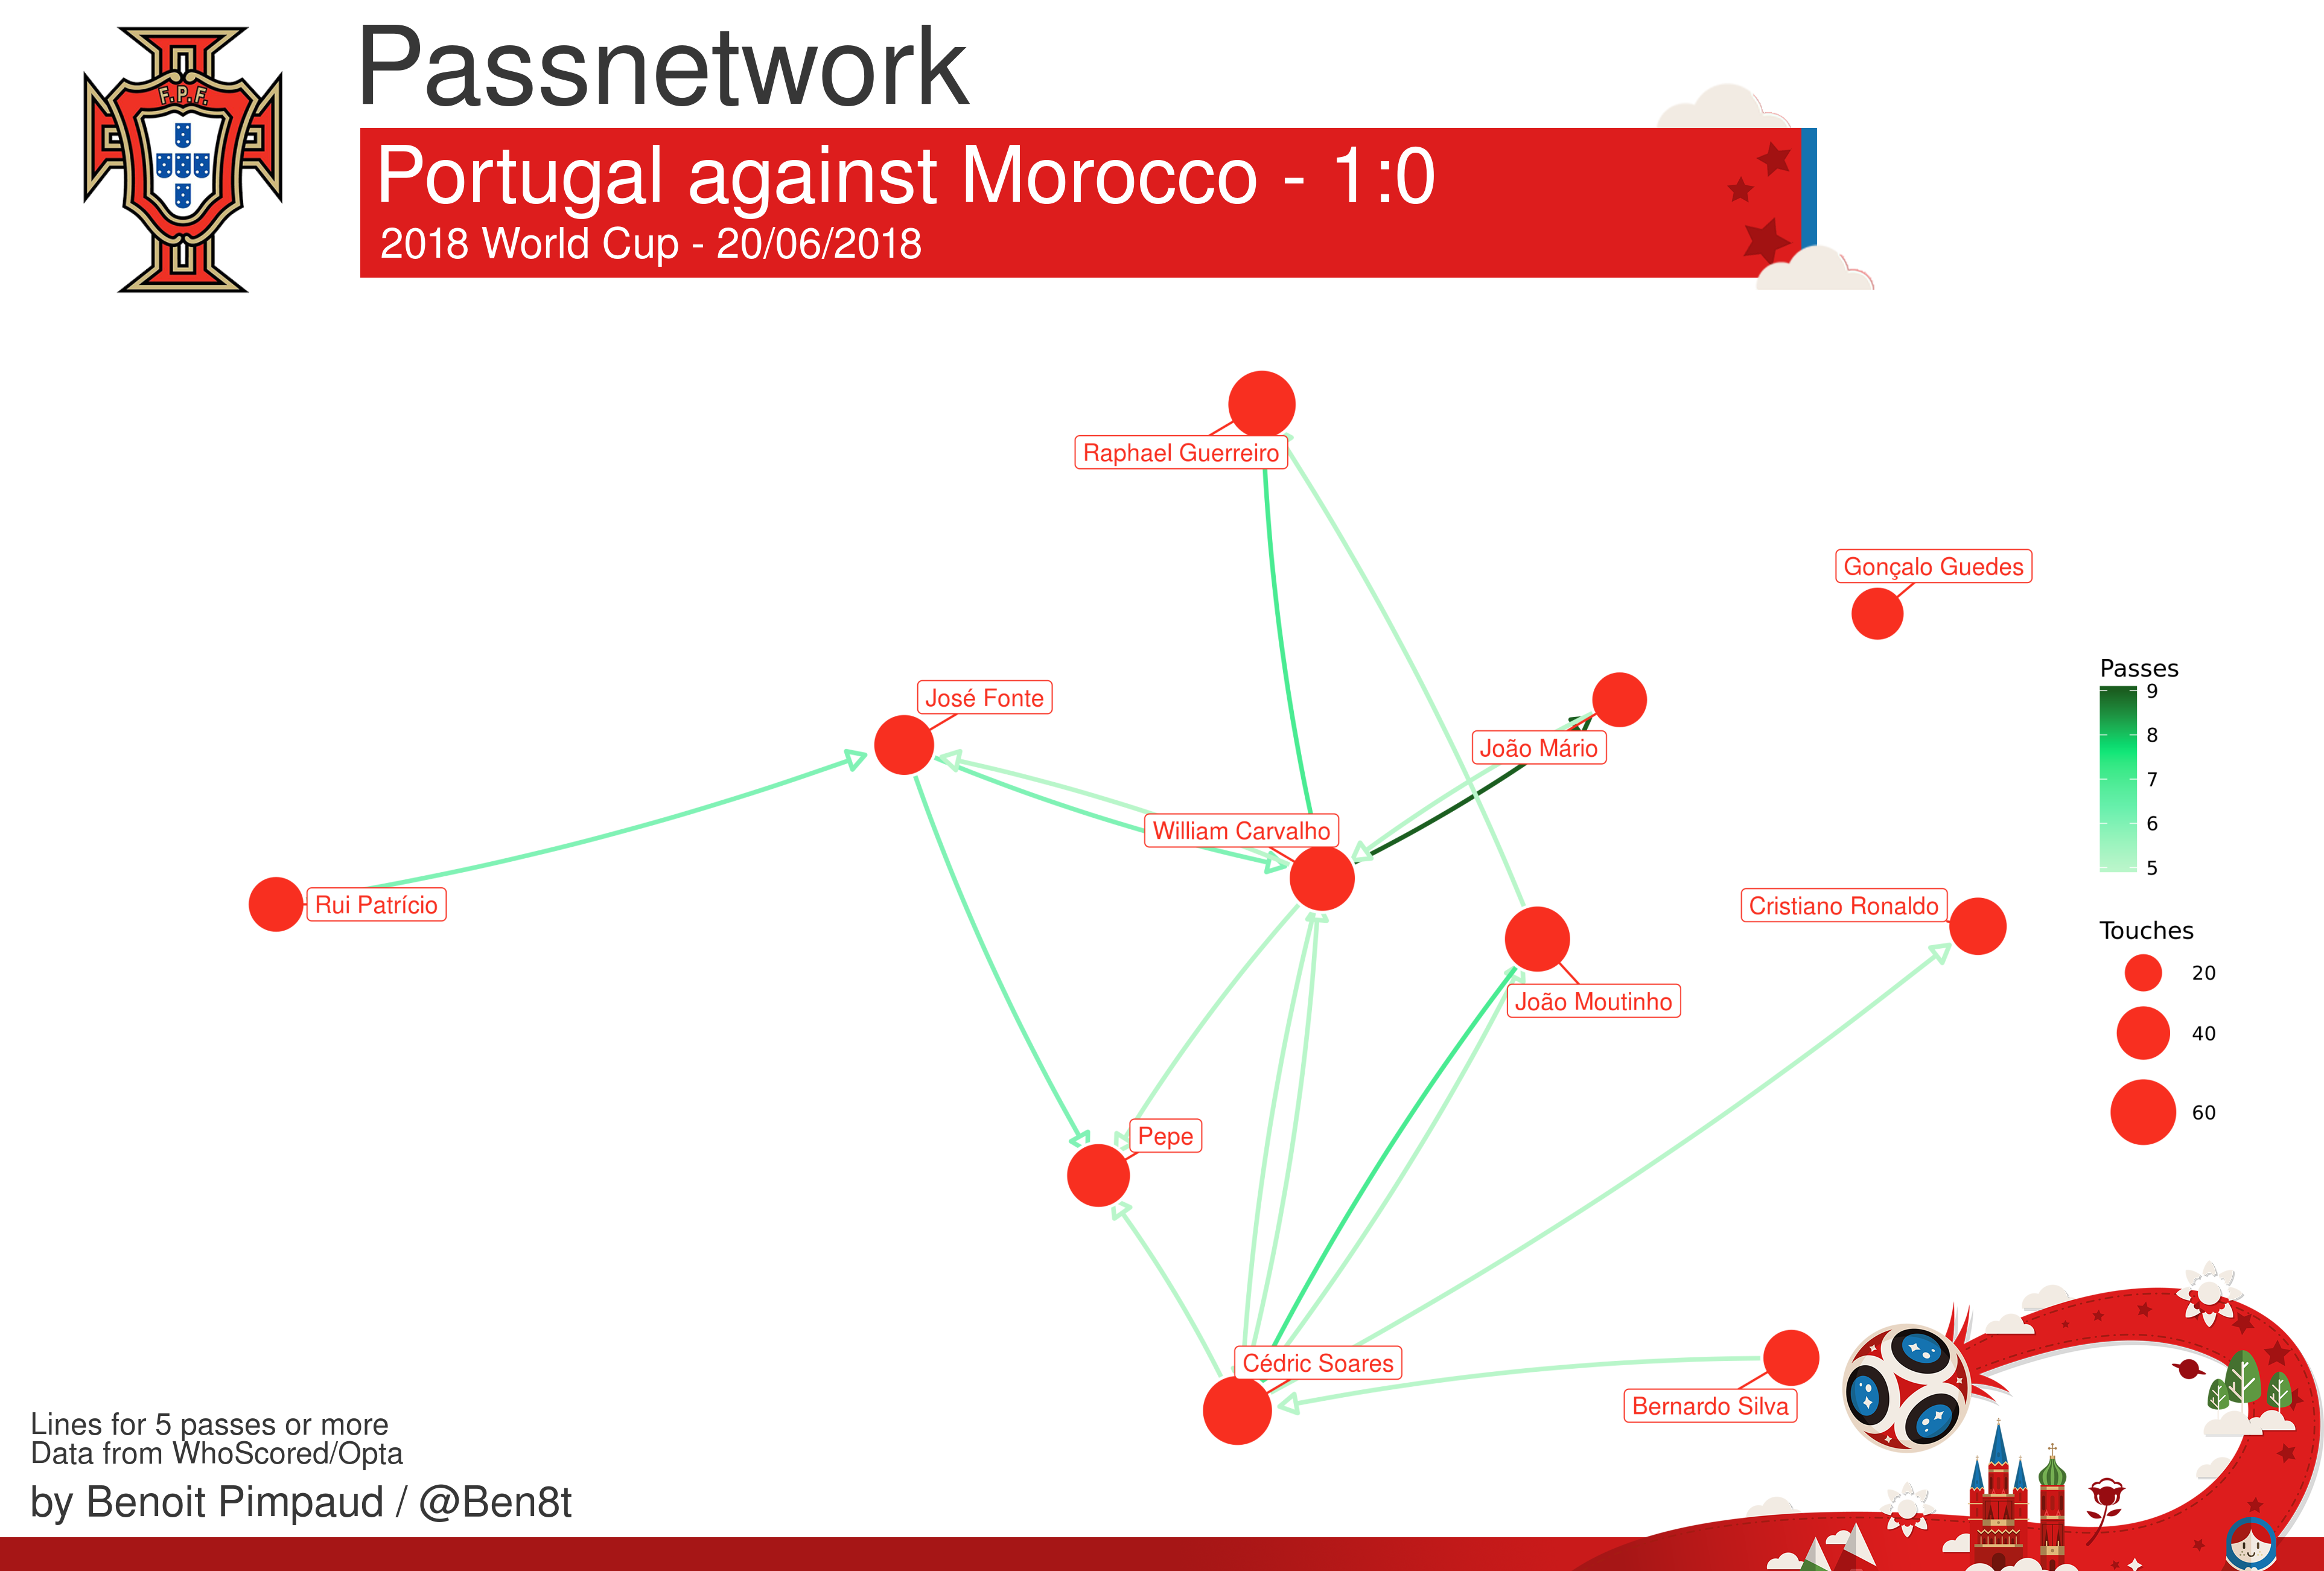 F.P.F.
Passnetwork
Portugal against Morocco - 1:0
2018 World Cup - 20/06/2018
Raphael Guerreiro
Gonçalo Guedes
José Fonte
João Mário
William Carvalho
Rui Patrício
Cristiano Ronaldo
João Moutinho
Pepe
Cédric Soares
Bernardo Silva
Passes
9
8
7
6
5
Touches
20
40
60
Lines for 5 passes or more
Data from WhoScored/Opta
by Benoit Pimpaud / @Ben8t